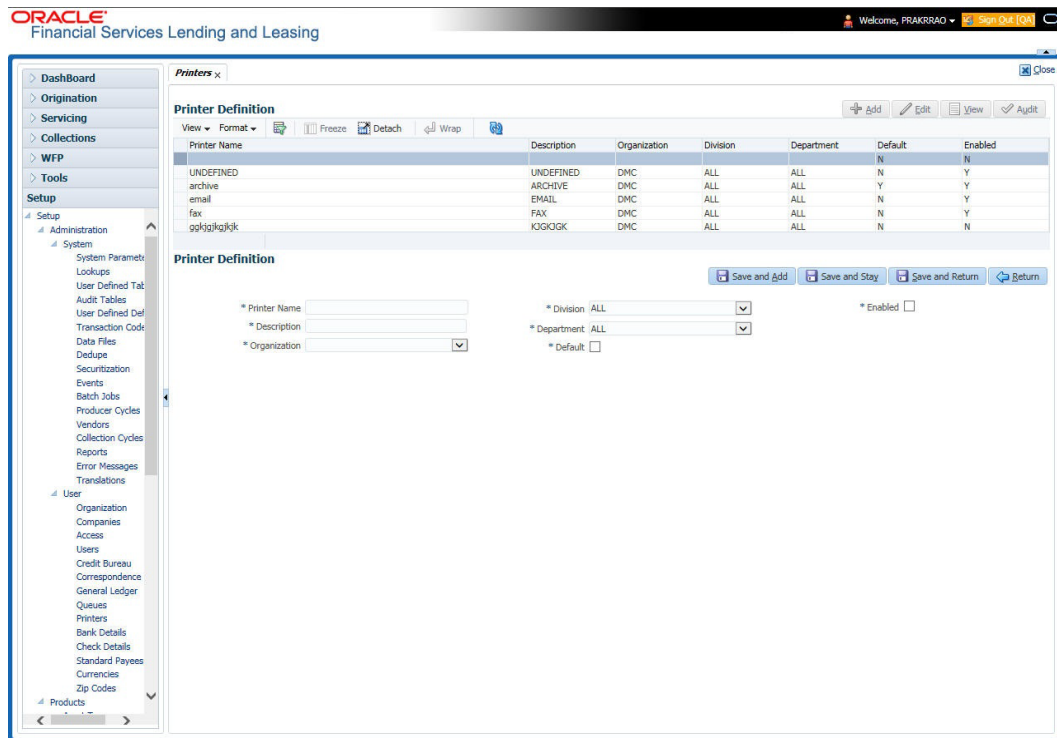 ORACLE
Financial Services Lending and Leasing
Welcome, PRAKRRAO
Sign Out [QA]
DashBoard
Origination
Servicing
Collections
WFP
Tools
Setup
Setup
Administration
System
System Paramete
Lookups
User Defined Tab
Audit Tables
User Defined Def
Transaction Code
Data Files
Dedupe
Securitization
Events
Batch Jobs
Producer Cycles
Vendors
Collection Cycles
Reports
Error Messages
Translations
User
Organization
Companies
Access
Users
Credit Bureau
Correspondence
General Ledger
Queues
Printers
Bank Details
Check Details
Standard Payees
Currencies
Zip Codes
Products
Printers x
Close
Printer Definition
Add Edit View Audit
View Format Freeze Detach Wrap
Printer Name Description Organization Division Department Default Enabled
N N
UNDEFINED UNDEFINED DMC ALL ALL N Y
archive ARCHIVE DMC ALL ALL Y Y
email EMAIL DMC ALL ALL N Y
fax FAX DMC ALL ALL N Y
ggkjgjkgjkjk KJGKJGK DMC ALL ALL N N
Printer Definition
Save and Add Save and Stay Save and Return Return
* Printer Name * Division ALL * Enabled
* Description * Department ALL
* Organization * Default